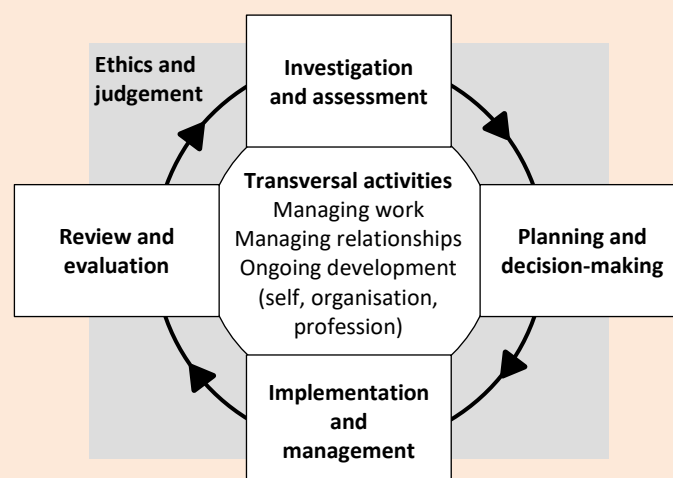 Ethics and
judgement
Investigation
and assessment
Transversal activities
Managing work
Managing relationships
Ongoing development
(self, organisation,
profession)
Review and
evaluation
Planning and
decision-making
Implementation
and
management